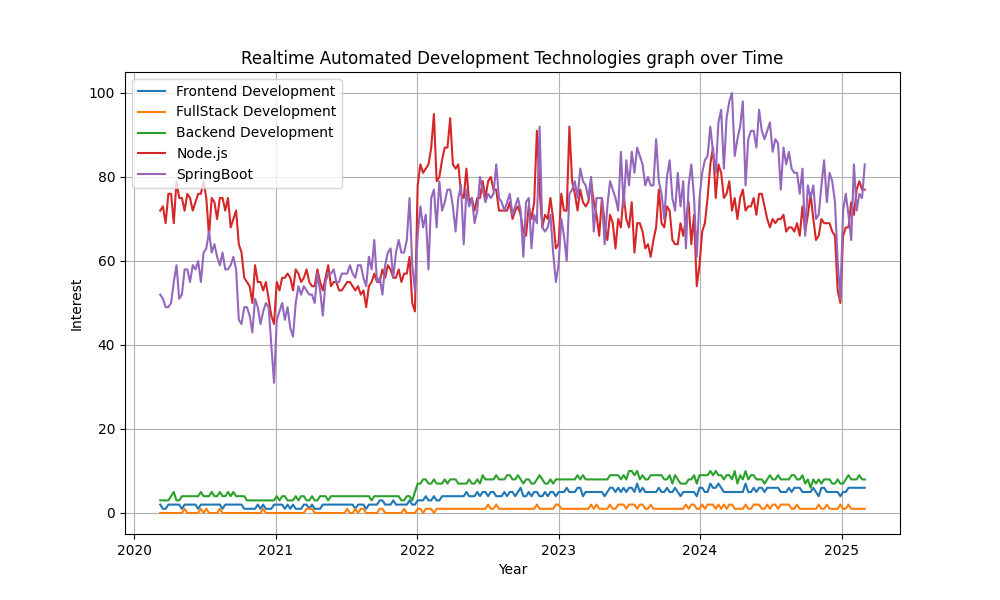 Realtime Automated Development Technologies graph over Time
Frontend Development
FullStack Development
Backend Development
Node.js
SpringBoot
100
80
60
40
20
0
Interest
2020
2021
2022
2023
2024
2025
Year